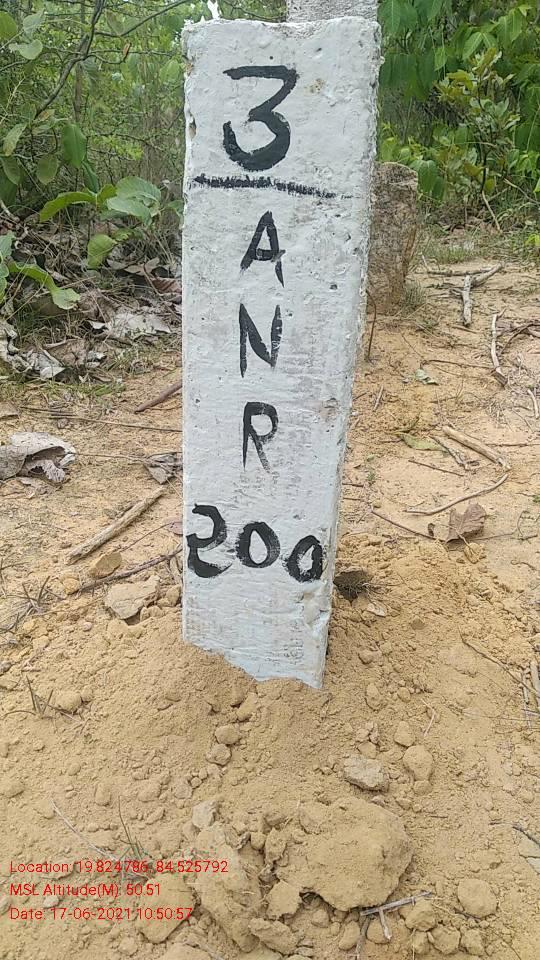 3
A
N
R
200
Location: 19.824786, 84.525792
MSL Altitude(M): 50.51
Date: 17-06-2021 10:50:57